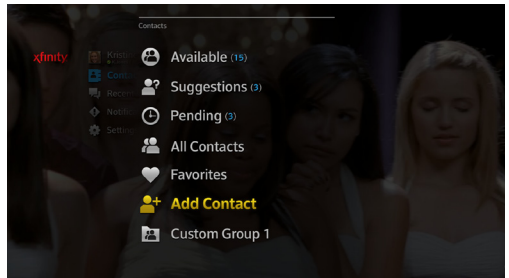 Contacts
xfinity
Available (15)
Suggestions (3)
Pending (3)
All Contacts
Favorites
Add Contact
Custom Group 1